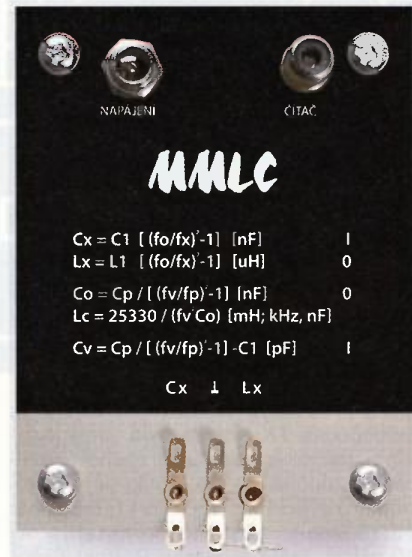 NAPÁJENÍ ČÍTAČ
MMLC
Cx = C1 [ (fo/fx)²-1] [nF] I
Lx = L1 [ (fo/fx)²-1] [uH] 0
Co = Cp / [ (fv/fp)²-1] [nF] 0
Lc = 25330 / (fv²Co) [mH; kHz, nF]
Cv = Cp / [ (fv/fp)²-1] -C1 [pF] I
Cx ⊥ Lx